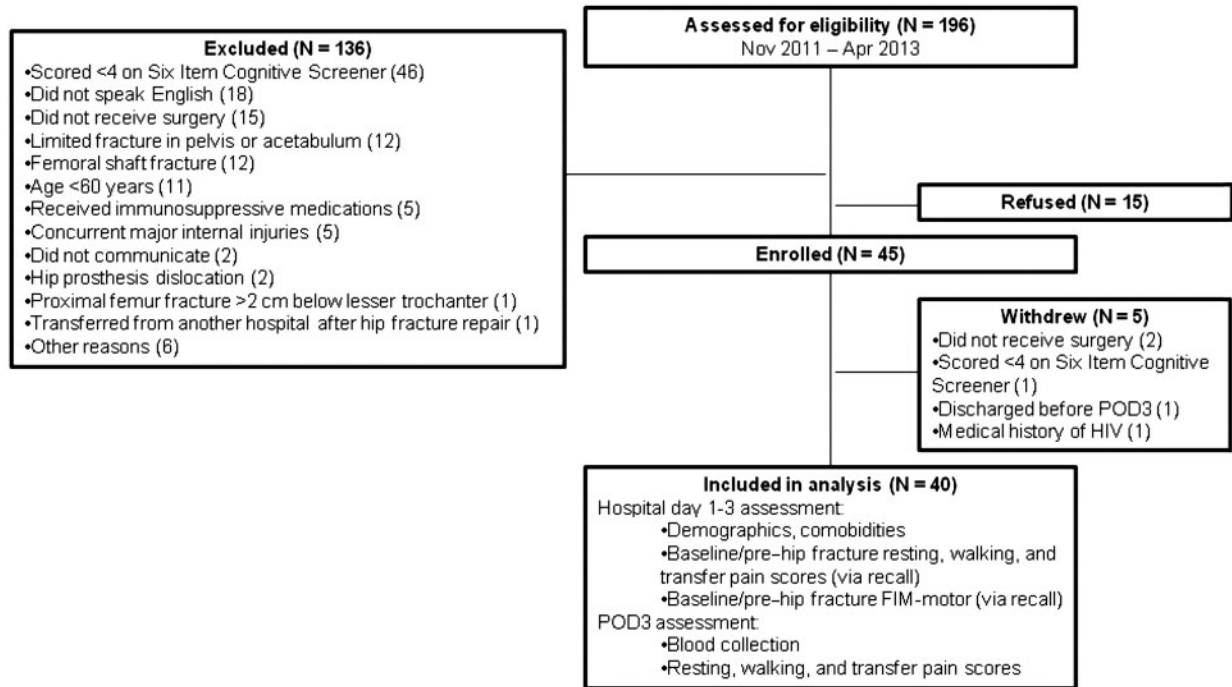 Assessed for eligibility (N = 196)
Nov 2011 – Apr 2013
Excluded (N = 136)
•Scored <4 on Six Item Cognitive Screener (46)
•Did not speak English (18)
•Did not receive surgery (15)
•Limited fracture in pelvis or acetabulum (12)
•Femoral shaft fracture (12)
•Age <60 years (11)
•Received immunosuppressive medications (5)
•Concurrent major internal injuries (5)
•Did not communicate (2)
•Hip prosthesis dislocation (2)
•Proximal femur fracture >2 cm below lesser trochanter (1)
•Transferred from another hospital after hip fracture repair (1)
•Other reasons (6)
Refused (N = 15)
Enrolled (N = 45)
Withdrew (N = 5)
•Did not receive surgery (2)
•Scored <4 on Six Item Cognitive
Screener (1)
•Discharged before POD3 (1)
•Medical history of HIV (1)
Included in analysis (N = 40)
Hospital day 1-3 assessment:
•Demographics, comobidities
•Baseline/pre–hip fracture resting, walking, and
transfer pain scores (via recall)
•Baseline/pre–hip fracture FIM-motor (via recall)
POD3 assessment:
•Blood collection
•Resting, walking, and transfer pain scores